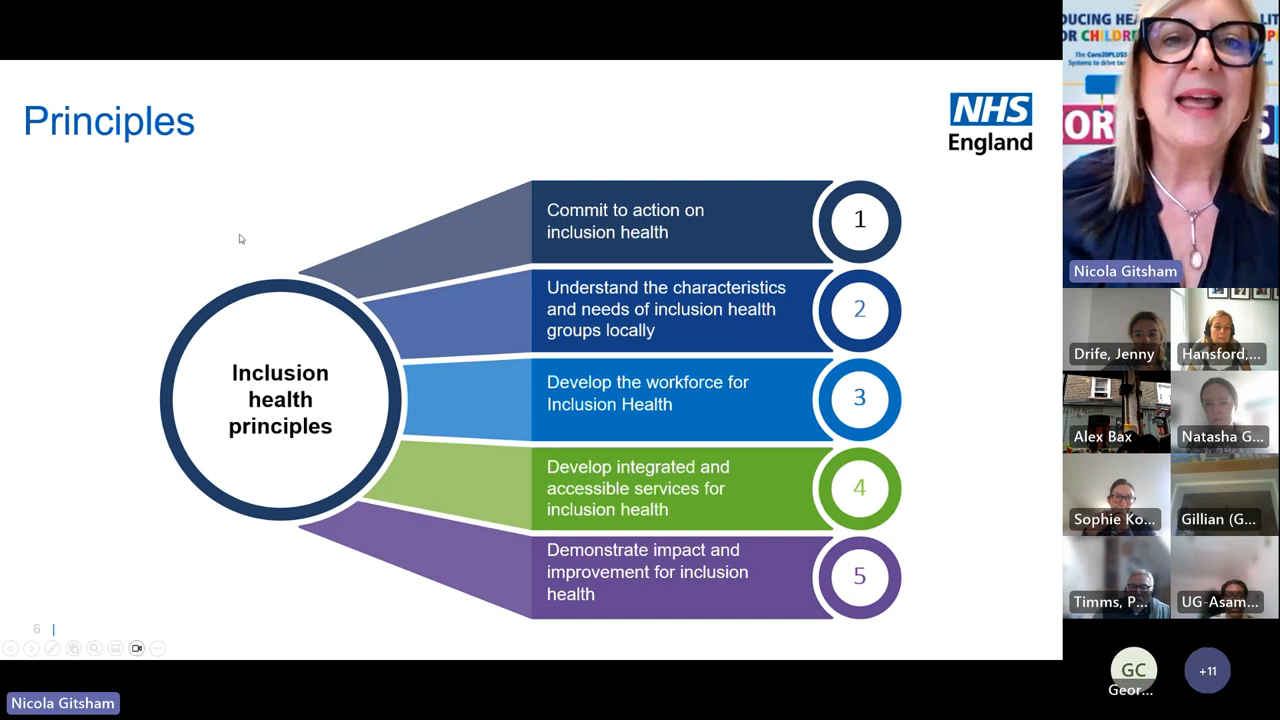 Principles
NHS
England
Inclusion
health
principles
Commit to action on
inclusion health
1
Understand the characteristics
and needs of inclusion health
groups locally
2
Develop the workforce for
Inclusion Health
3
Develop integrated and
accessible services for
inclusion health
4
Demonstrate impact and
improvement for inclusion
health
5
6 |
Nicola Gitsham
Nicola Gitsham
Drife, Jenny
Hansford,...
Alex Bax
Natasha G...
Sophie Ko...
Gillian (G...
Timms, P...
UG-Asam...
GC
Geor...
+11